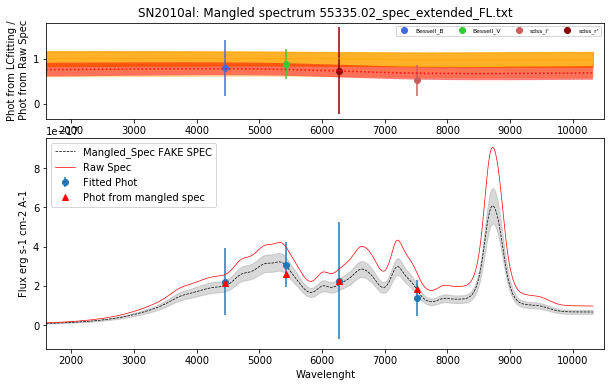 SN2010al: Mangled spectrum 55335.02_spec_extended_FL.txt
Phot from LCfitting /
Phot from Raw Spec
1
0
Bessell_B
Bessell_V
sdss_i'
sdss_r'
2000 3000 4000 5000 6000 7000 8000 9000 10000
1e−17
Flux erg s-1 cm-2 A-1
8
6
4
2
0
Mangled_Spec FAKE SPEC
Raw Spec
Fitted Phot
Phot from mangled spec
2000 3000 4000 5000 6000 7000 8000 9000 10000
Wavelenght